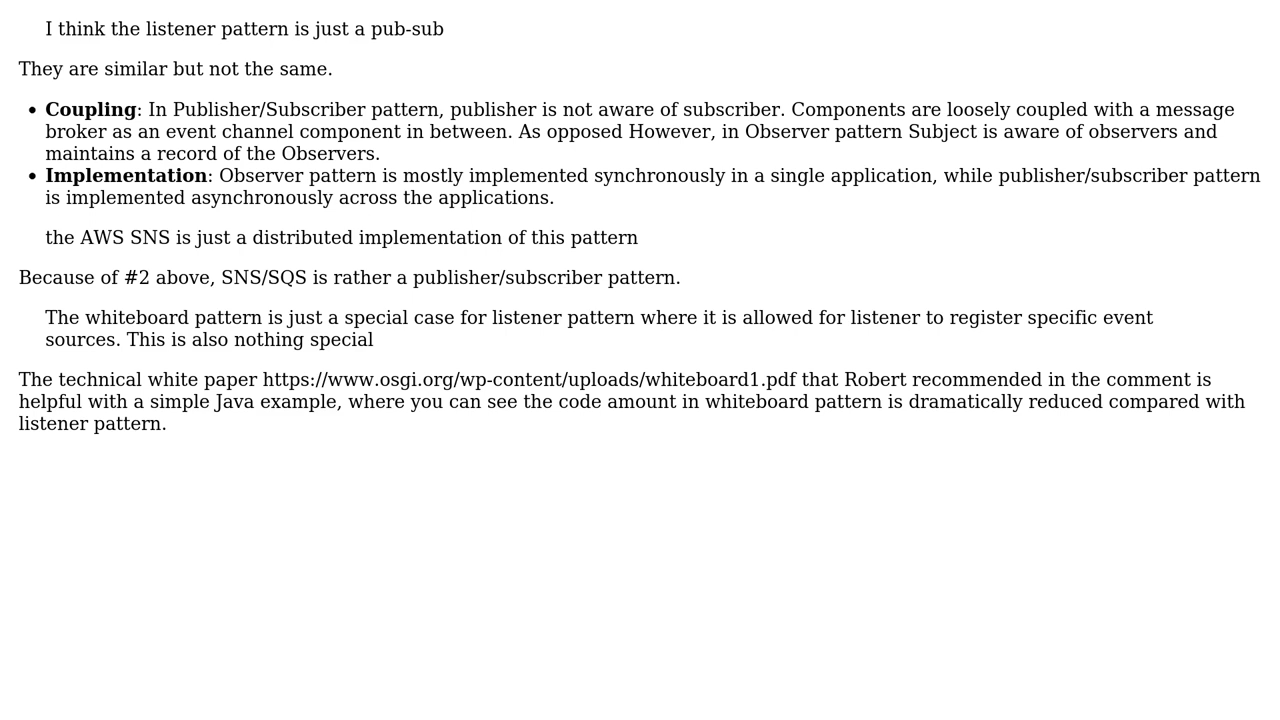 I think the listener pattern is just a pub-sub
They are similar but not the same.
• Coupling: In Publisher/Subscriber pattern, publisher is not aware of subscriber. Components are loosely coupled with a message
broker as an event channel component in between. As opposed However, in Observer pattern Subject is aware of observers and
maintains a record of the Observers.
• Implementation: Observer pattern is mostly implemented synchronously in a single application, while publisher/subscriber pattern
is implemented asynchronously across the applications.
the AWS SNS is just a distributed implementation of this pattern
Because of #2 above, SNS/SQS is rather a publisher/subscriber pattern.
The whiteboard pattern is just a special case for listener pattern where it is allowed for listener to register specific event
sources. This is also nothing special
The technical white paper https://www.osgi.org/wp-content/uploads/whiteboard1.pdf that Robert recommended in the comment is
helpful with a simple Java example, where you can see the code amount in whiteboard pattern is dramatically reduced compared with
listener pattern.